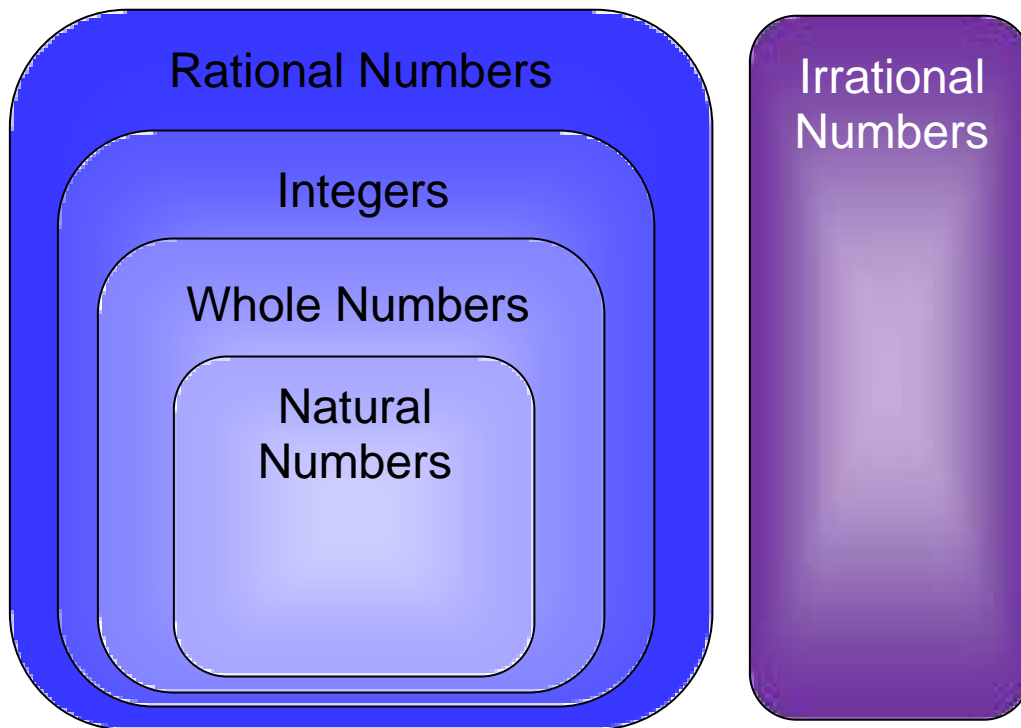 Rational Numbers
Integers
Whole Numbers
Natural
Numbers
Irrational
Numbers